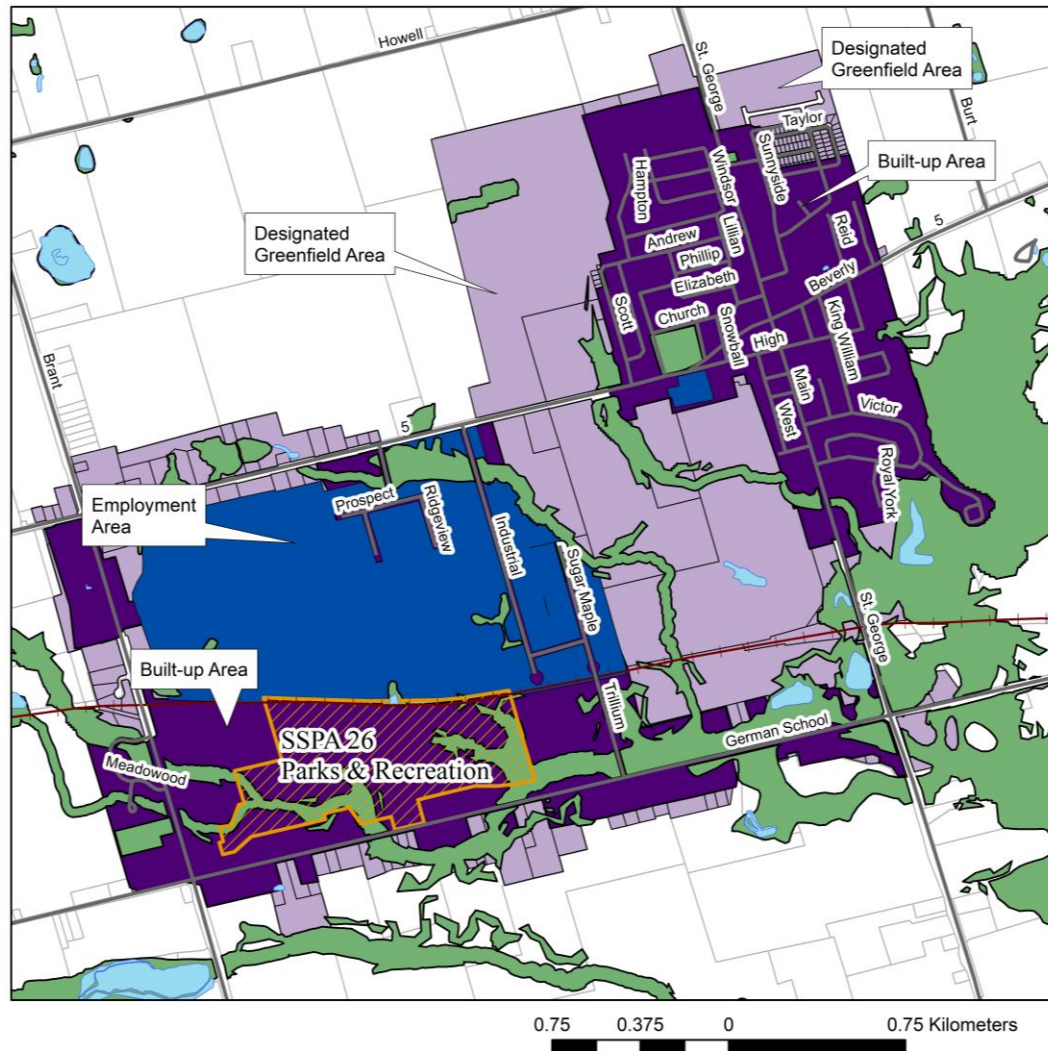 Howell
St. George
Designated
Greenfield Area
Taylor
Burt
Sunnyside
Windsor
Hampton
Built-up Area
Lillian
Reid
5
Designated
Greenfield Area
Andrew
Phillip
Beverly
Elizabeth
Scott
Church
Snowball
King William
High
Brant
Main
West
Victor
5
Royal York
Employment
Area
Prospect
Ridgeview
Industrial
Sugar Maple
St. George
Built-up Area
Trillium
German School
SSPA 26
Parks & Recreation
Meadowood
0.75 0.375 0 0.75 Kilometers